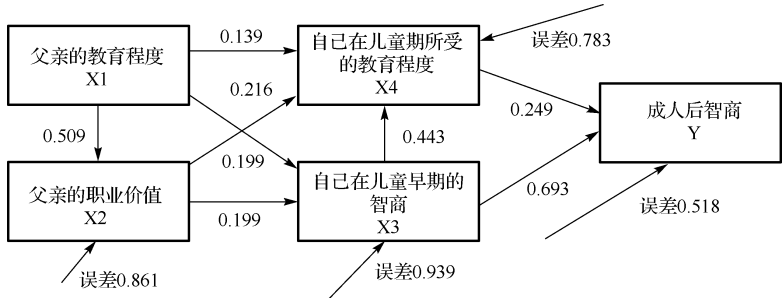 父亲的教育程度
X1
0.139
自己在儿童期所受
的教育程度
X4
误差0.783
0.216
0.249
成人后智商
Y
0.509
0.199
0.443
父亲的职业价值
X2
0.199
自己在儿童早期的
智商
X3
0.693
误差0.518
误差0.861
误差0.939